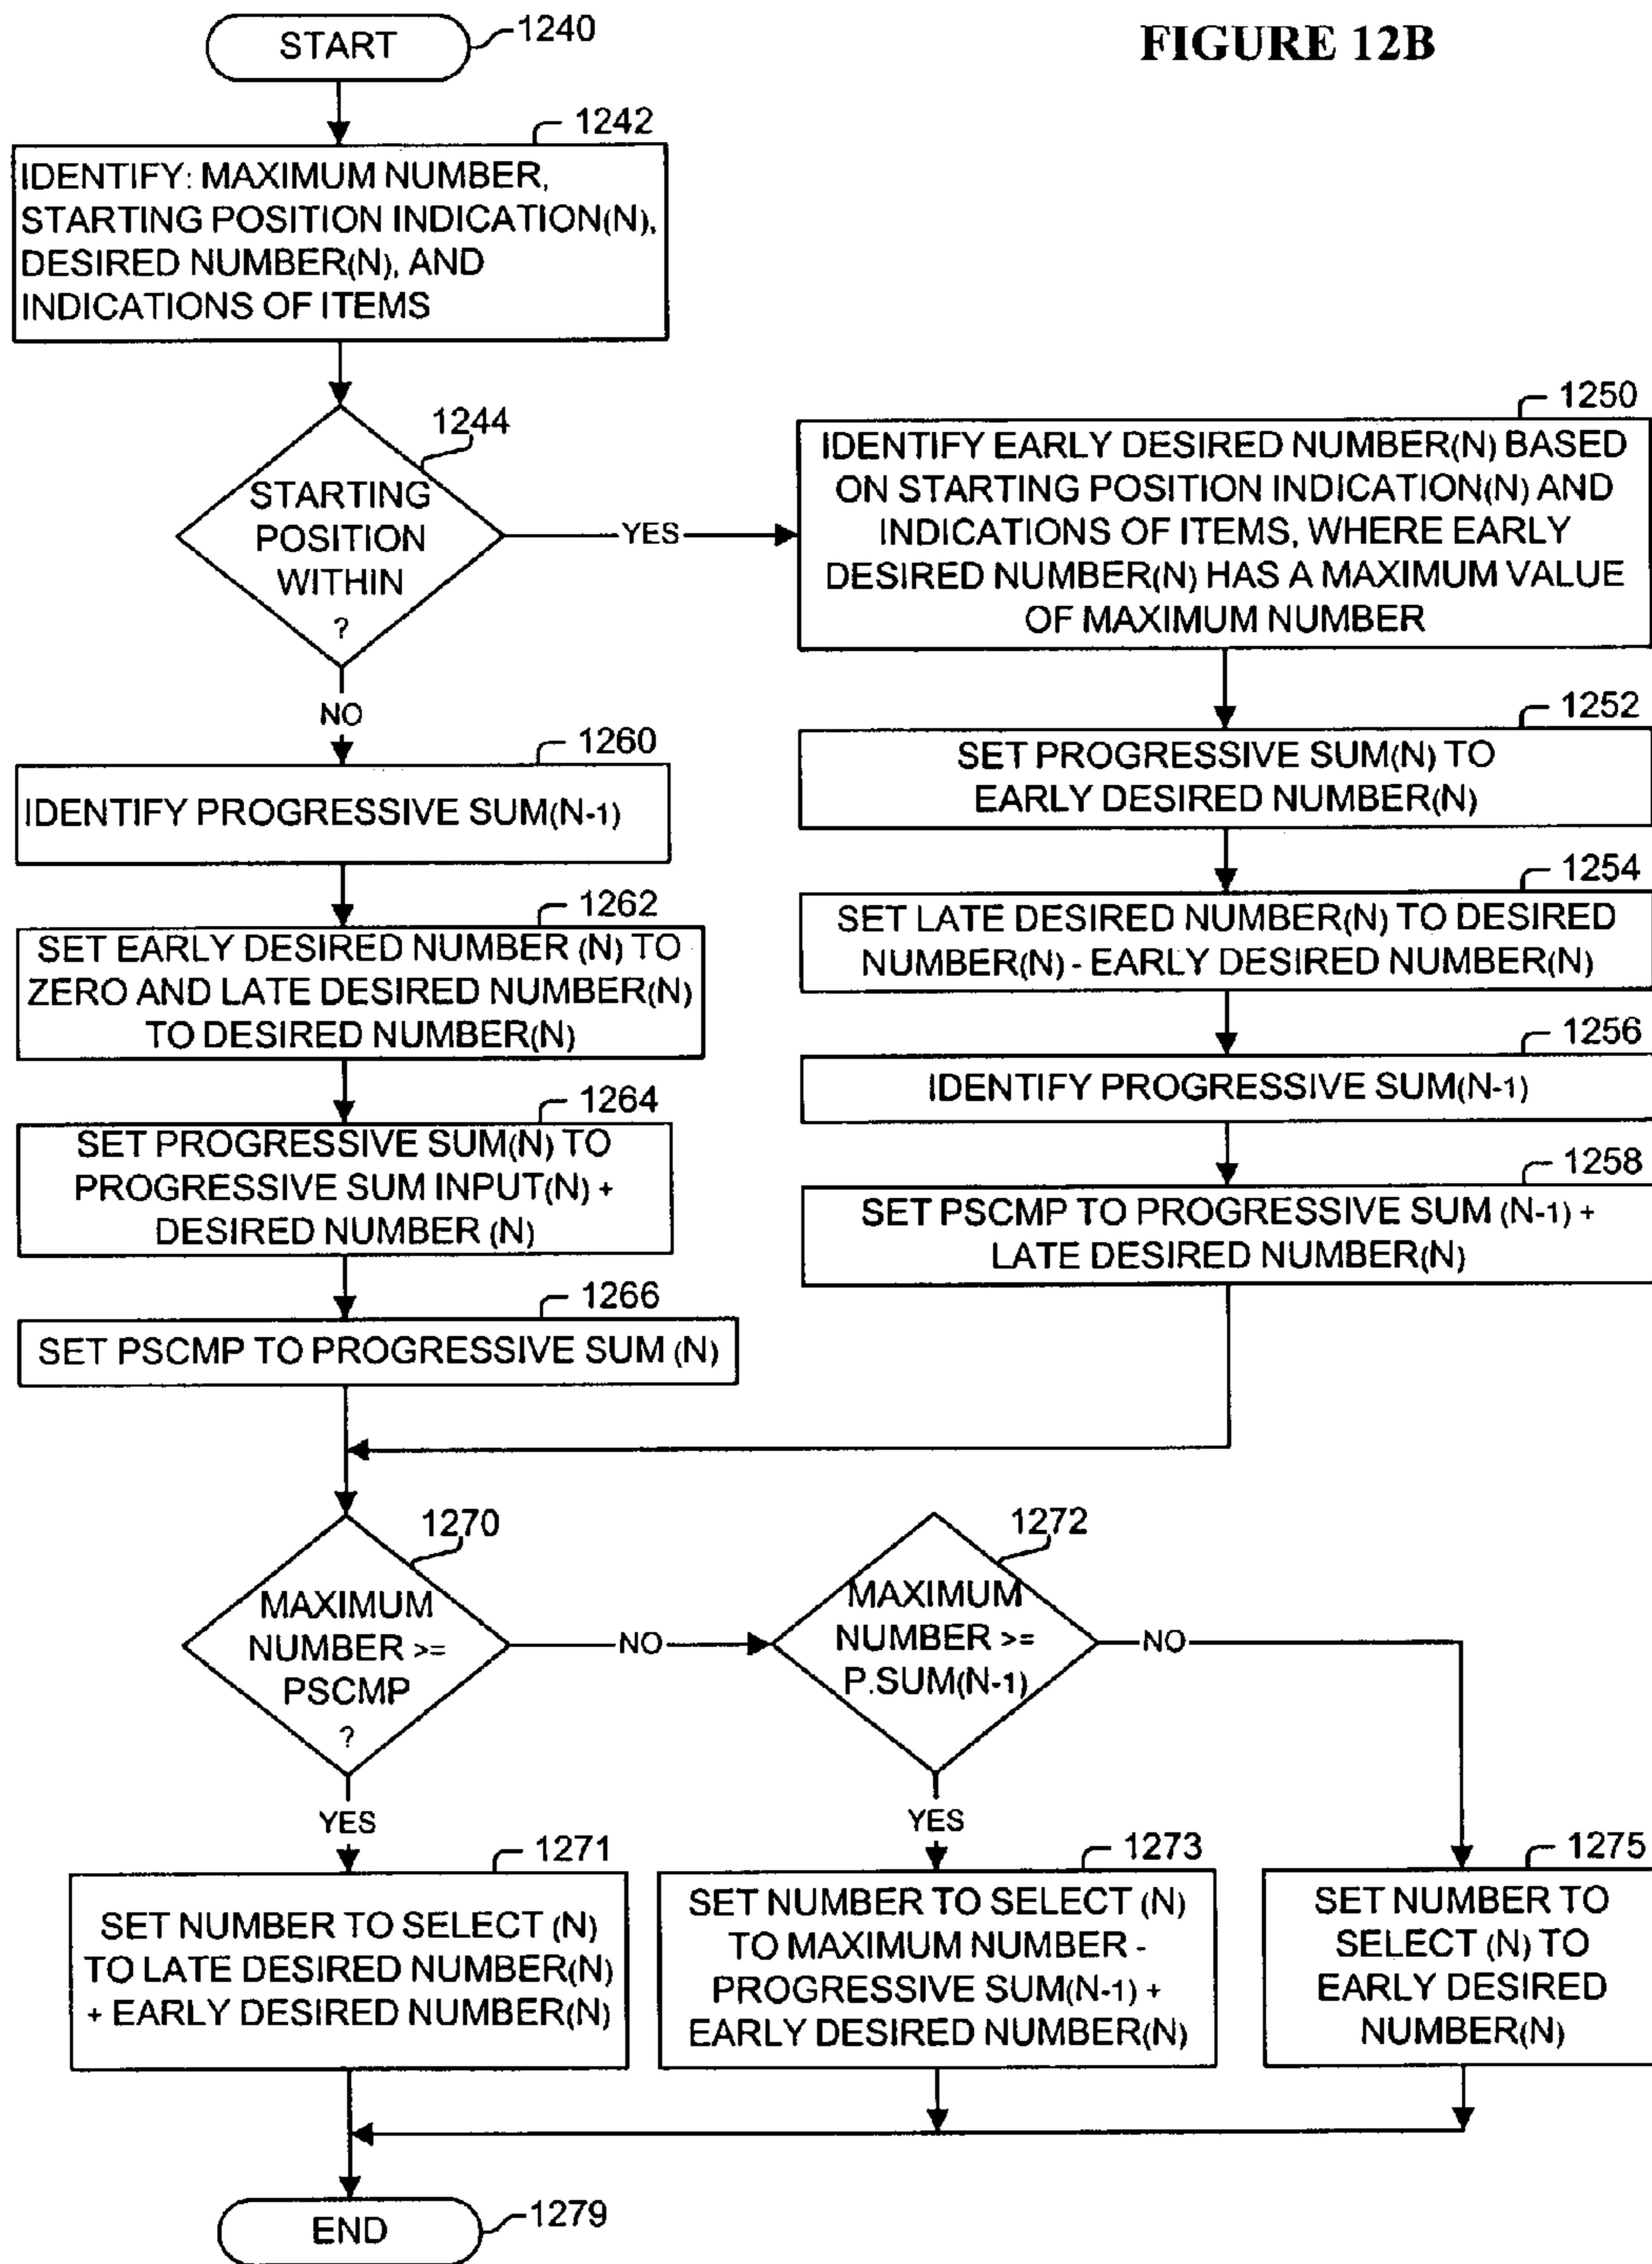 FIGURE 12B
START
1240
1242
IDENTIFY: MAXIMUM NUMBER,
STARTING POSITION INDICATION(N),
DESIRED NUMBER(N), AND
INDICATIONS OF ITEMS
1244
STARTING
POSITION
WITHIN
?
YES
NO
1250
IDENTIFY EARLY DESIRED NUMBER(N) BASED
ON STARTING POSITION INDICATION(N) AND
INDICATIONS OF ITEMS, WHERE EARLY
DESIRED NUMBER(N) HAS A MAXIMUM VALUE
OF MAXIMUM NUMBER
1252
SET PROGRESSIVE SUM(N) TO
EARLY DESIRED NUMBER(N)
1254
SET LATE DESIRED NUMBER(N) TO DESIRED
NUMBER(N) - EARLY DESIRED NUMBER(N)
1256
IDENTIFY PROGRESSIVE SUM(N-1)
1258
SET PSCMP TO PROGRESSIVE SUM (N-1) +
LATE DESIRED NUMBER(N)
1260
IDENTIFY PROGRESSIVE SUM(N-1)
1262
SET EARLY DESIRED NUMBER (N) TO
ZERO AND LATE DESIRED NUMBER(N)
TO DESIRED NUMBER(N)
1264
SET PROGRESSIVE SUM(N) TO
PROGRESSIVE SUM INPUT(N) +
DESIRED NUMBER (N)
1266
SET PSCMP TO PROGRESSIVE SUM (N)
1270
MAXIMUM
NUMBER >=
PSCMP
?
NO
YES
1272
MAXIMUM
NUMBER >=
P.SUM(N-1)
NO
YES
1271
SET NUMBER TO SELECT (N)
TO LATE DESIRED NUMBER(N)
+ EARLY DESIRED NUMBER(N)
1273
SET NUMBER TO SELECT (N)
TO MAXIMUM NUMBER -
PROGRESSIVE SUM(N-1) +
EARLY DESIRED NUMBER(N)
1275
SET NUMBER TO
SELECT (N) TO
EARLY DESIRED
NUMBER(N)
END
1279